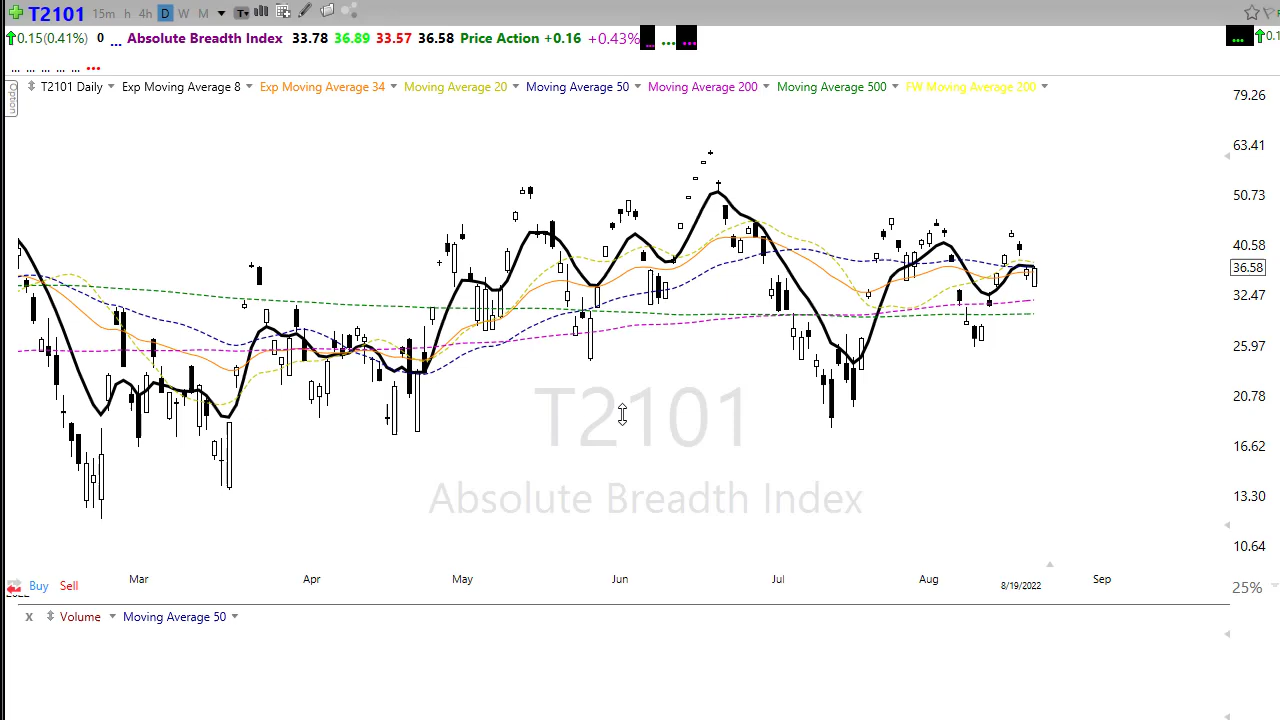 T2101 15m h 4h D W M T
0.15(0.41%) 0 ... Absolute Breadth Index 33.78 36.89 33.57 36.58 Price Action +0.16 +0.43% ... ... ... ... 0.1
... ... ... ... ... ...
Option
T2101 Daily Exp Moving Average 8 Exp Moving Average 34 Moving Average 20 Moving Average 50 Moving Average 200 Moving Average 500 FW Moving Average 200
79.26
63.41
50.73
40.58
36.58
32.47
25.97
20.78
16.62
13.30
10.64
T2101
Absolute Breadth Index
Mar Apr May Jun Jul Aug Sep
8/19/2022
Buy Sell
25%
X Volume Moving Average 50